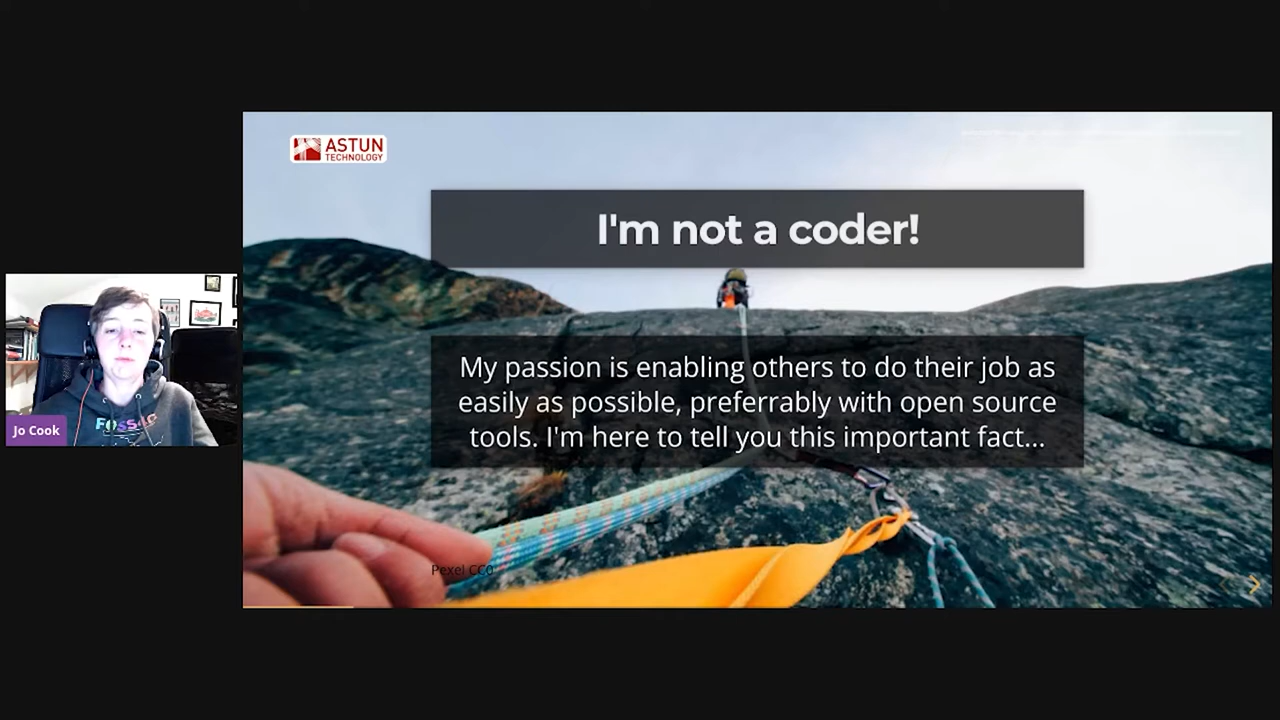 ASTUN
TECHNOLOGY
I'm not a coder!
My passion is enabling others to do their job as
easily as possible, preferrably with open source
tools. I'm here to tell you this important fact...
Jo Cook
Pexel CC0